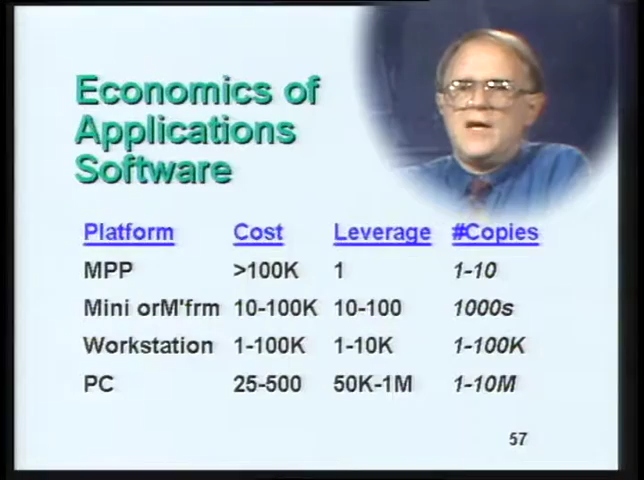 Economics of
Applications
Software
Platform Cost Leverage #Copies
MPP >100K 1 1-10
Mini orM'frm 10-100K 10-100 1000s
Workstation 1-100K 1-10K 1-100K
PC 25-500 50K-1M 1-10M
57